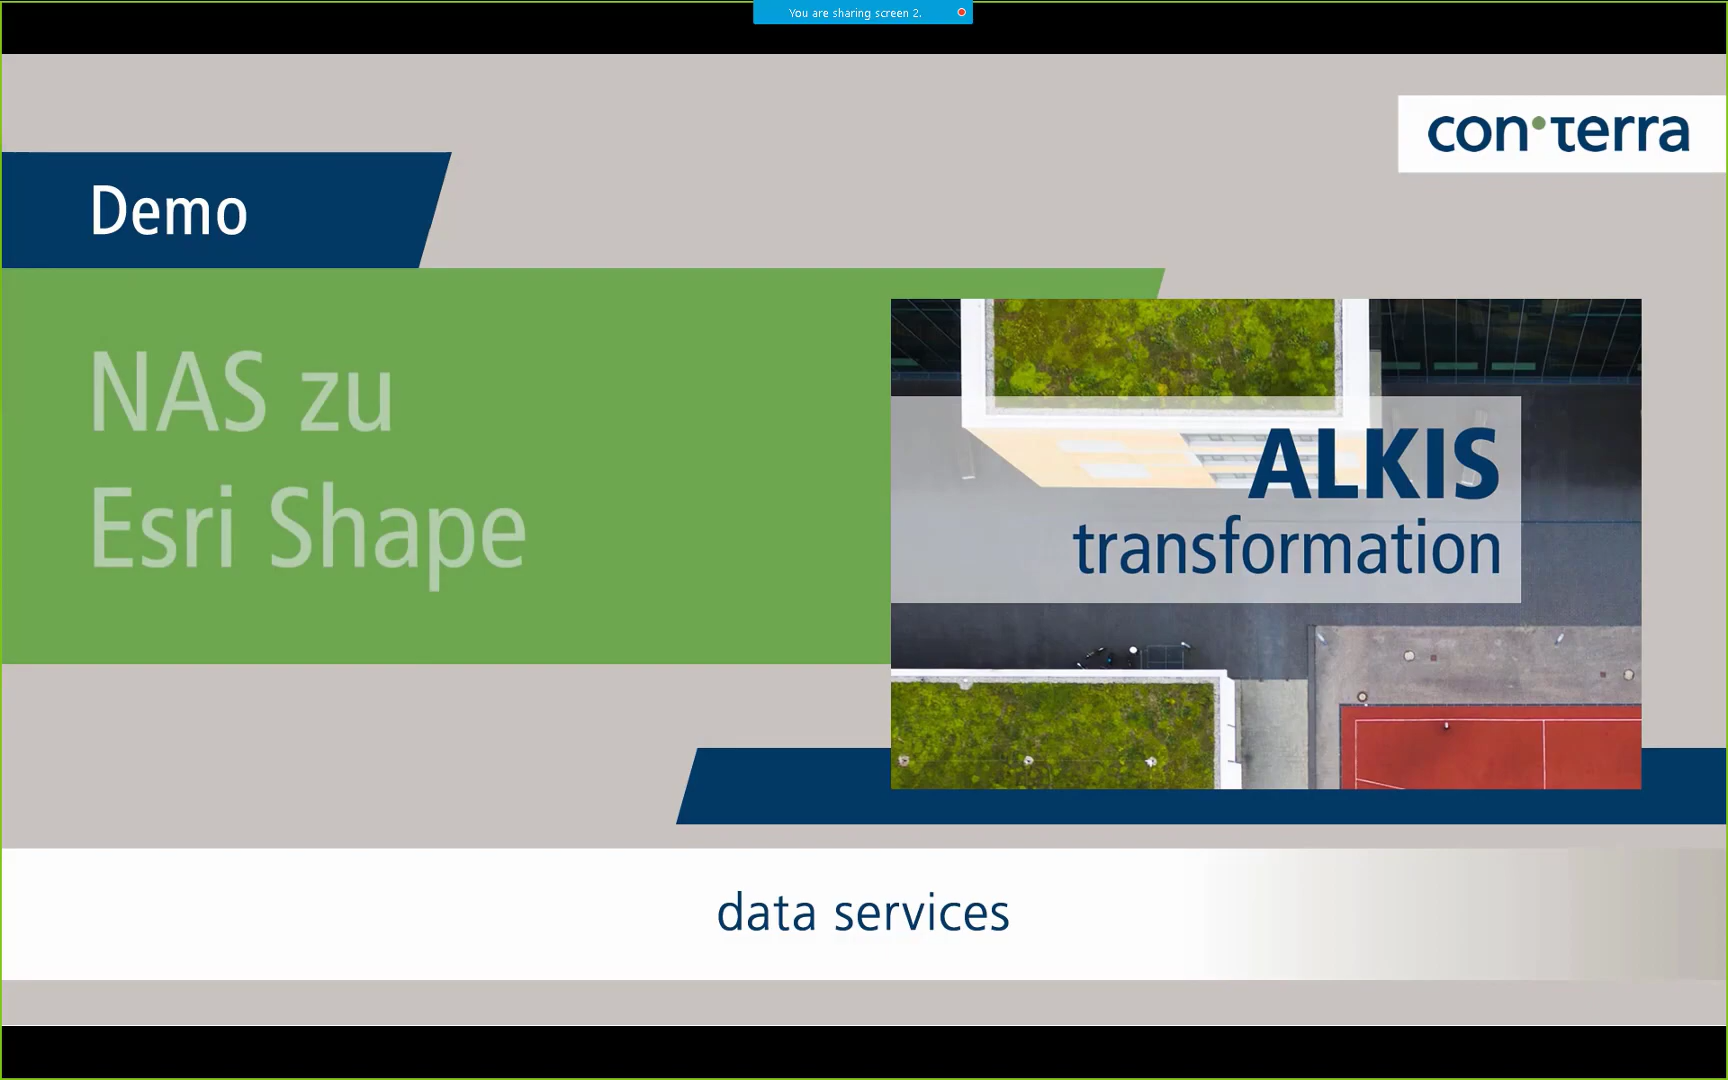 You are sharing screen 2.
con terra
Demo
NAS zu
Esri Shape
ALKIS
transformation
data services